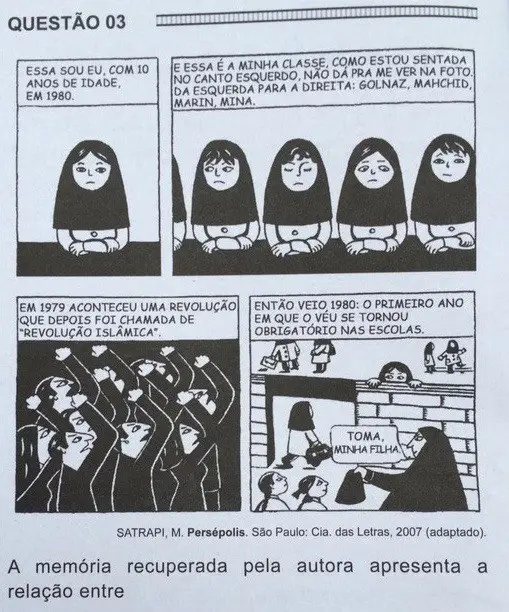 QUESTÃO 03
ESSA SOU EU, COM 10
ANOS DE IDADE,
EM 1980.
E ESSA É A MINHA CLASSE, COMO ESTOU SENTADA
NO CANTO ESQUERDO, NÃO DÁ PRA ME VER NA FOTO.
DA ESQUERDA PARA A DIREITA: GOLNAZ, MAHCHID,
MARIN, MINA.
EM 1979 ACONTECEU UMA REVOLUÇÃO
QUE DEPOIS FOI CHAMADA DE
"REVOLUÇÃO ISLÂMICA".
ENTÃO VEIO 1980: O PRIMEIRO ANO
EM QUE O VÉU SE TORNOU
OBRIGATÓRIO NAS ESCOLAS.
TOMA,
MINHA FILHA.
SATRAPI, M. Persépolis. São Paulo: Cia. das Letras, 2007 (adaptado).
A memória recuperada pela autora apresenta a
relação entre